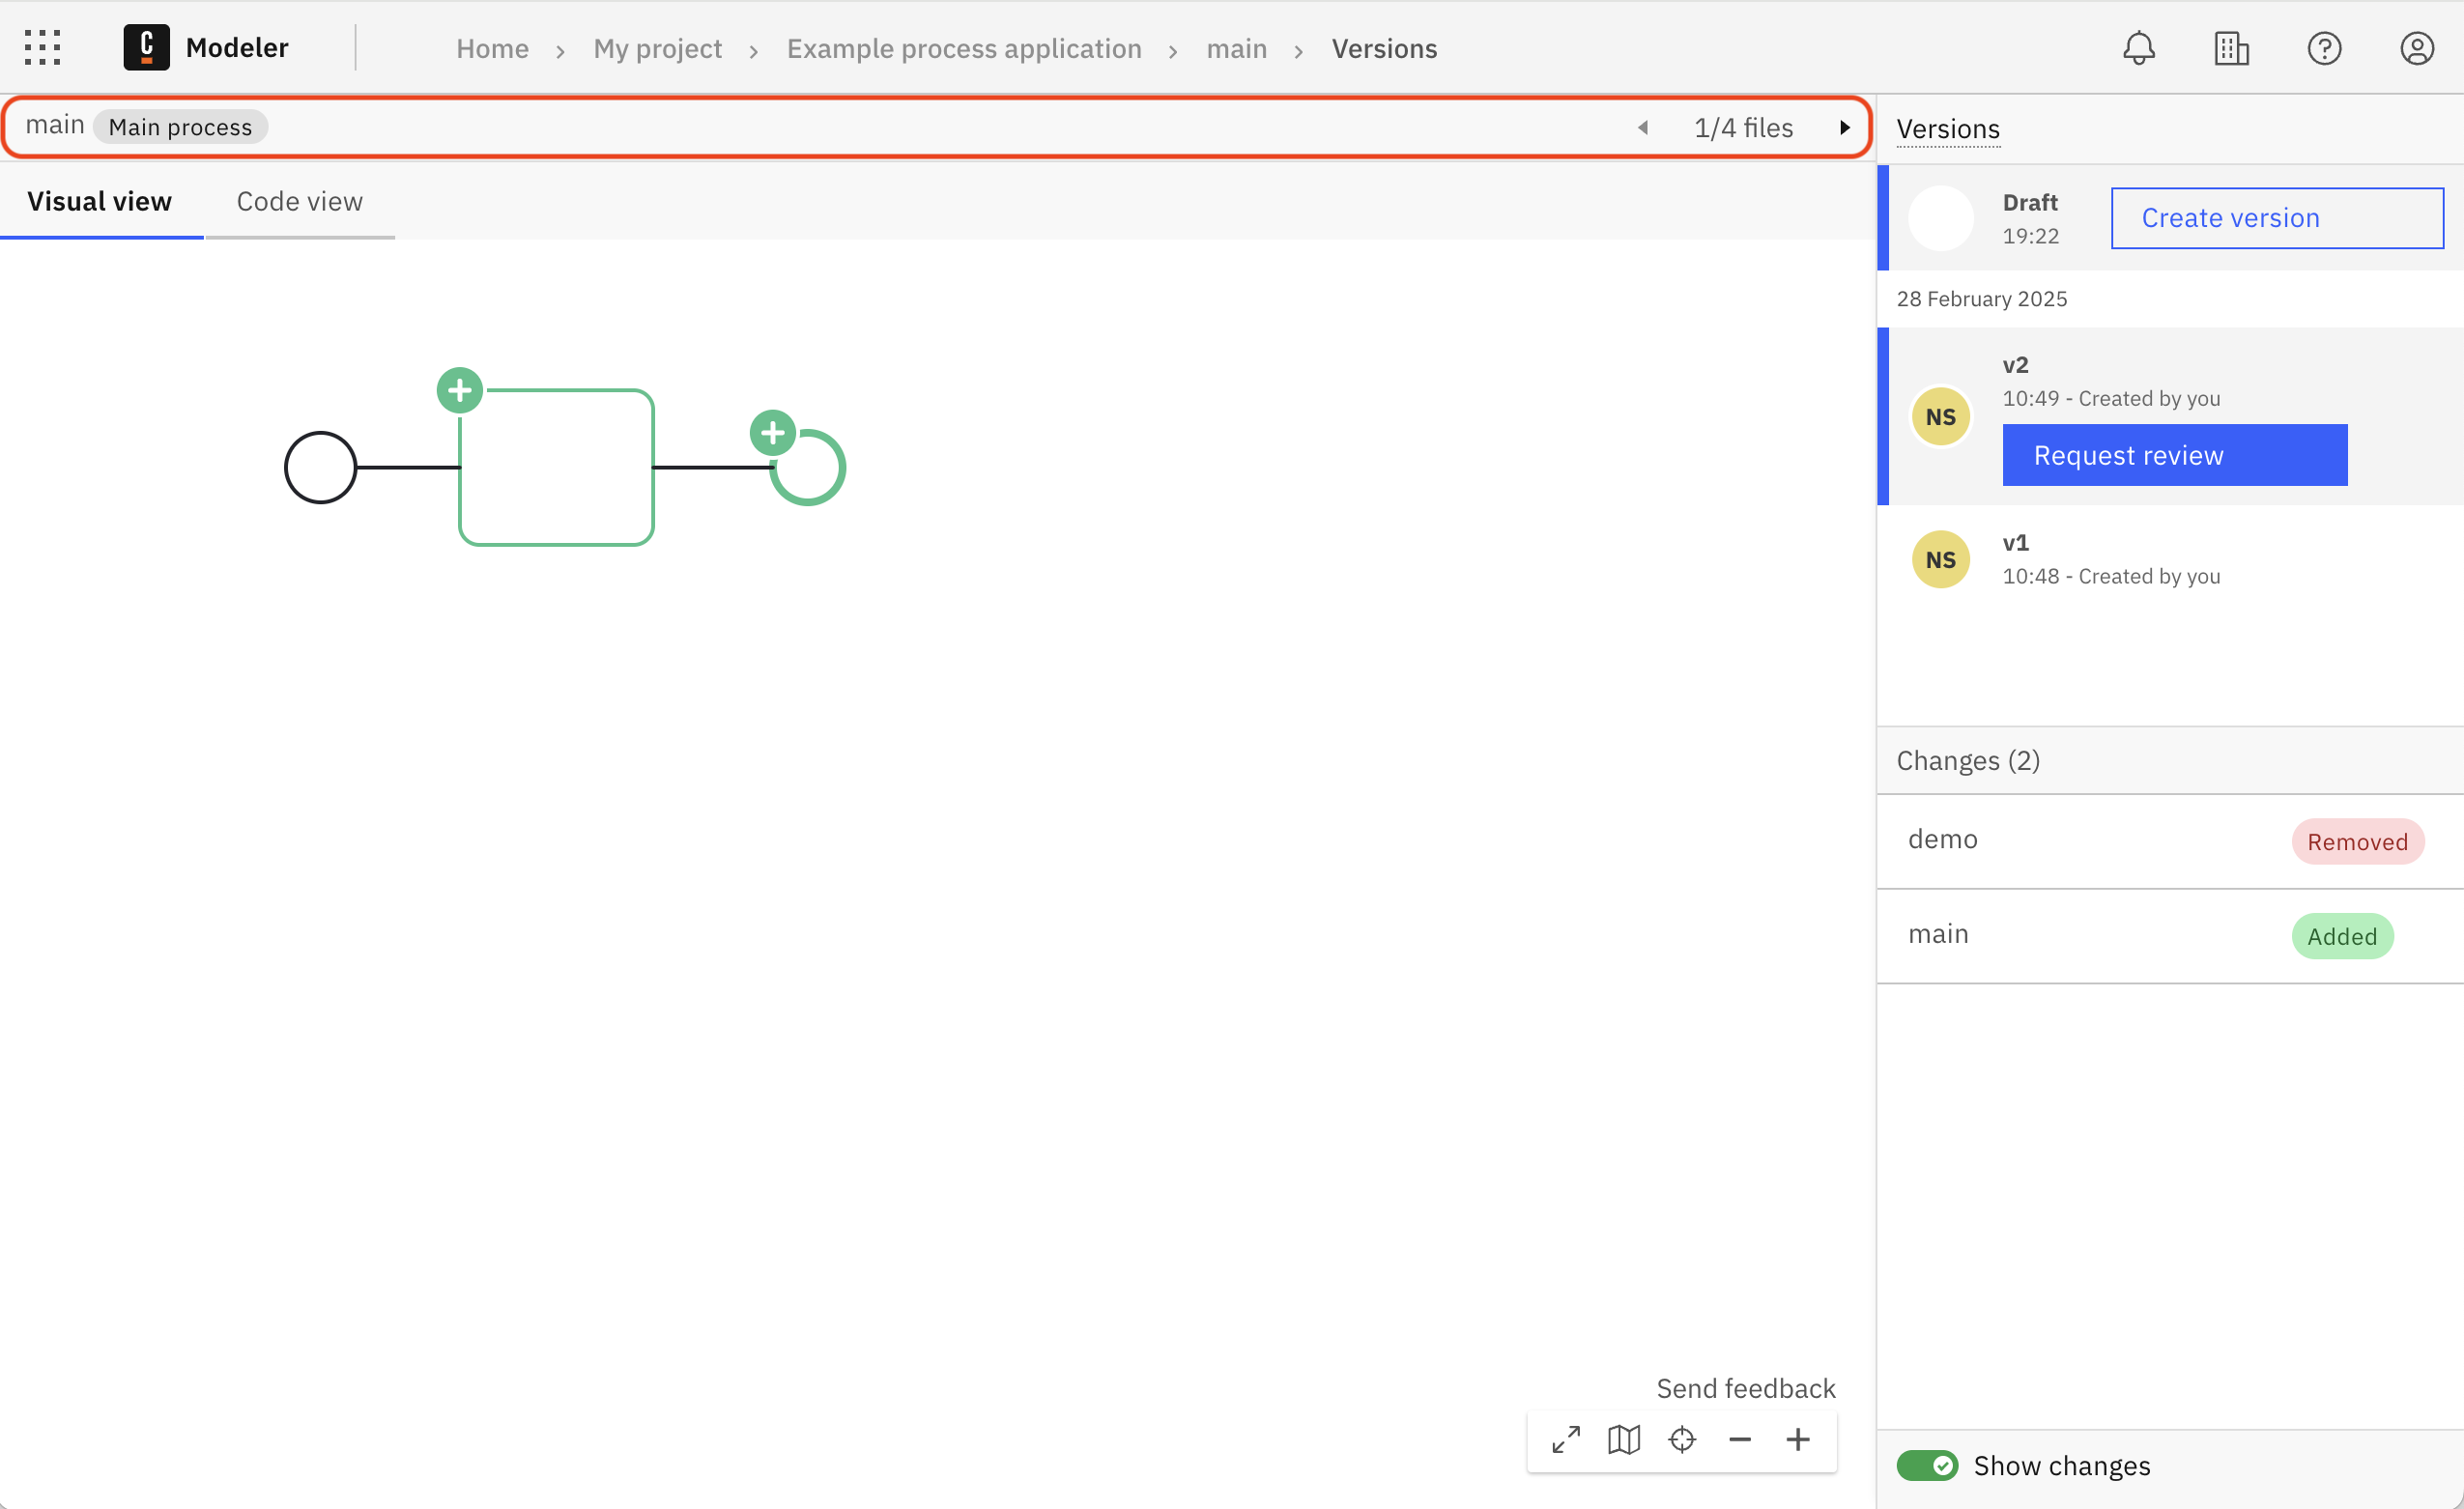 C Modeler Home My project Example process application main Versions
main Main process 1/4 files
Versions
Visual view Code view
Draft
19:22
Create version
28 February 2025
v2
NS
10:49 - Created by you
Request review
v1
NS
10:48 - Created by you
Changes (2)
demo Removed
main Added
Send feedback
Show changes